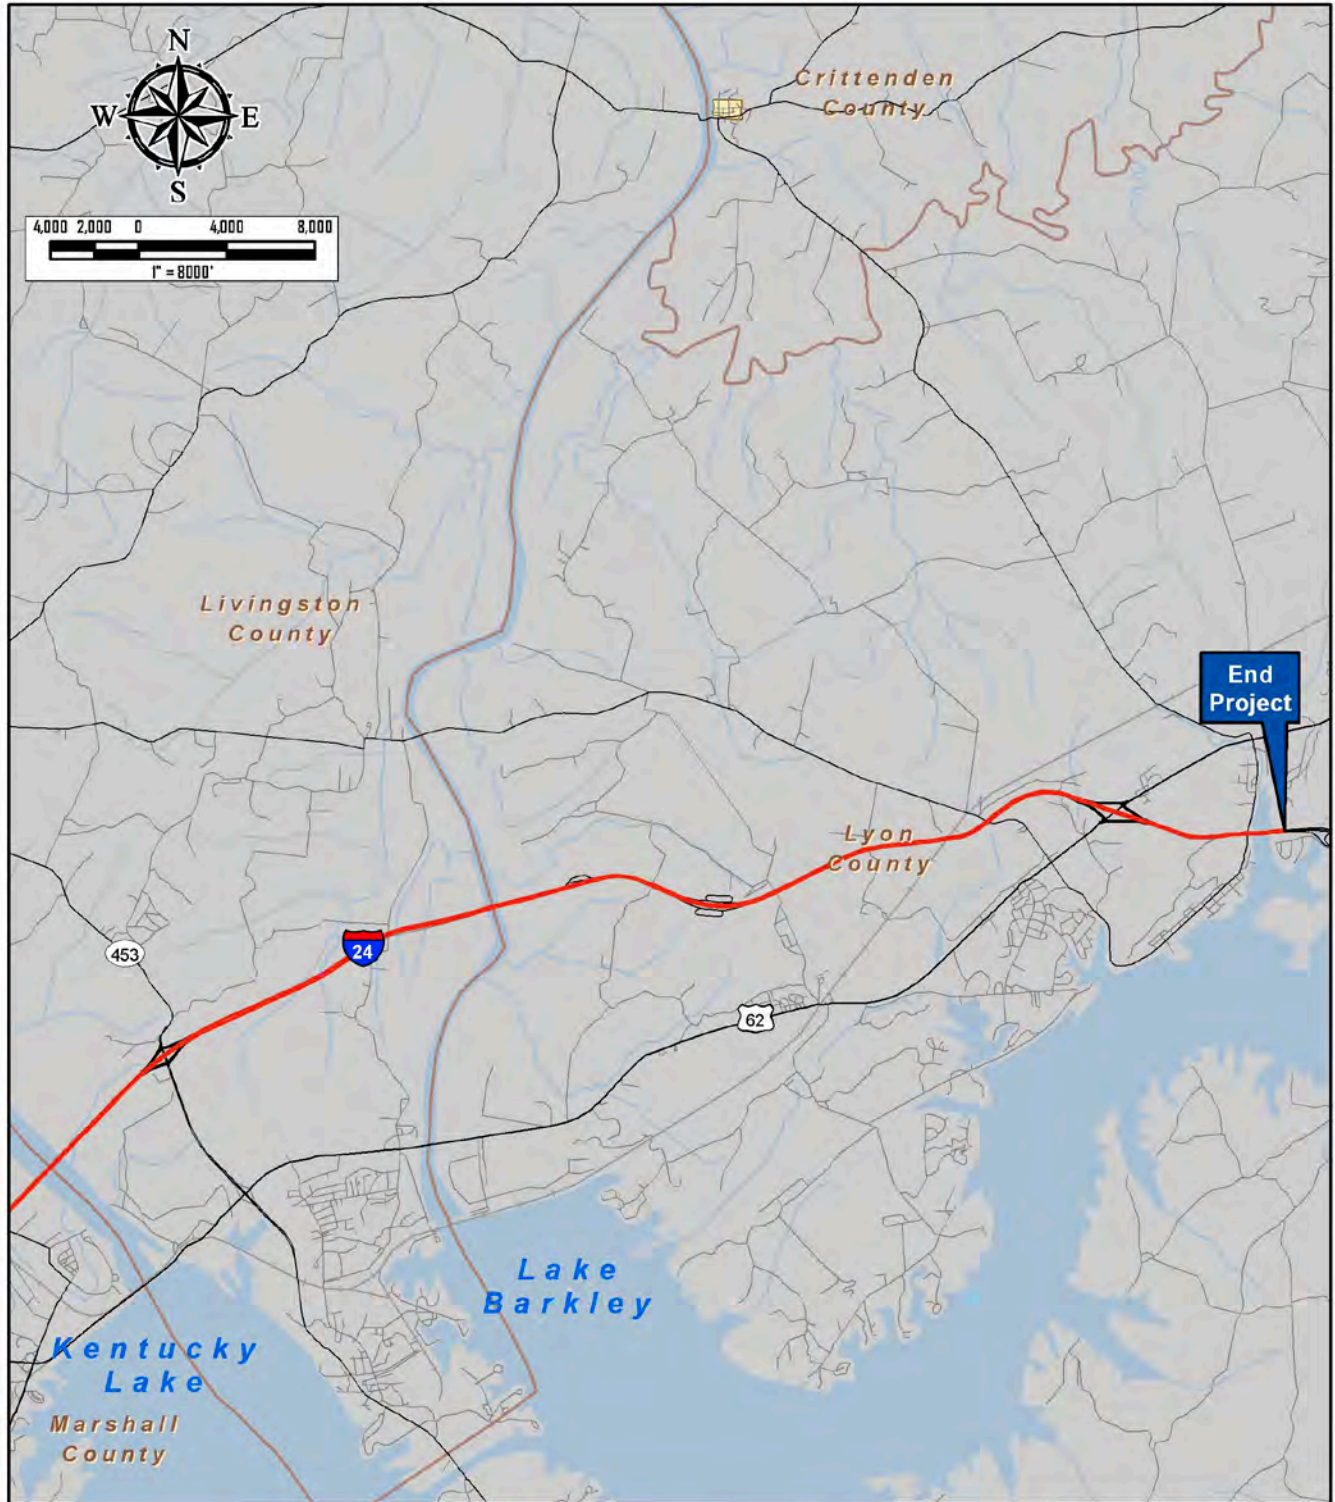 N
W E
S
4,000 2,000 0 4,000 8,000
1" = 8000'
Crittenden
County
Livingston
County
End
Project
Lyon
County
453
24
62
Lake
Barkley
Kentucky
Lake
Marshall
County